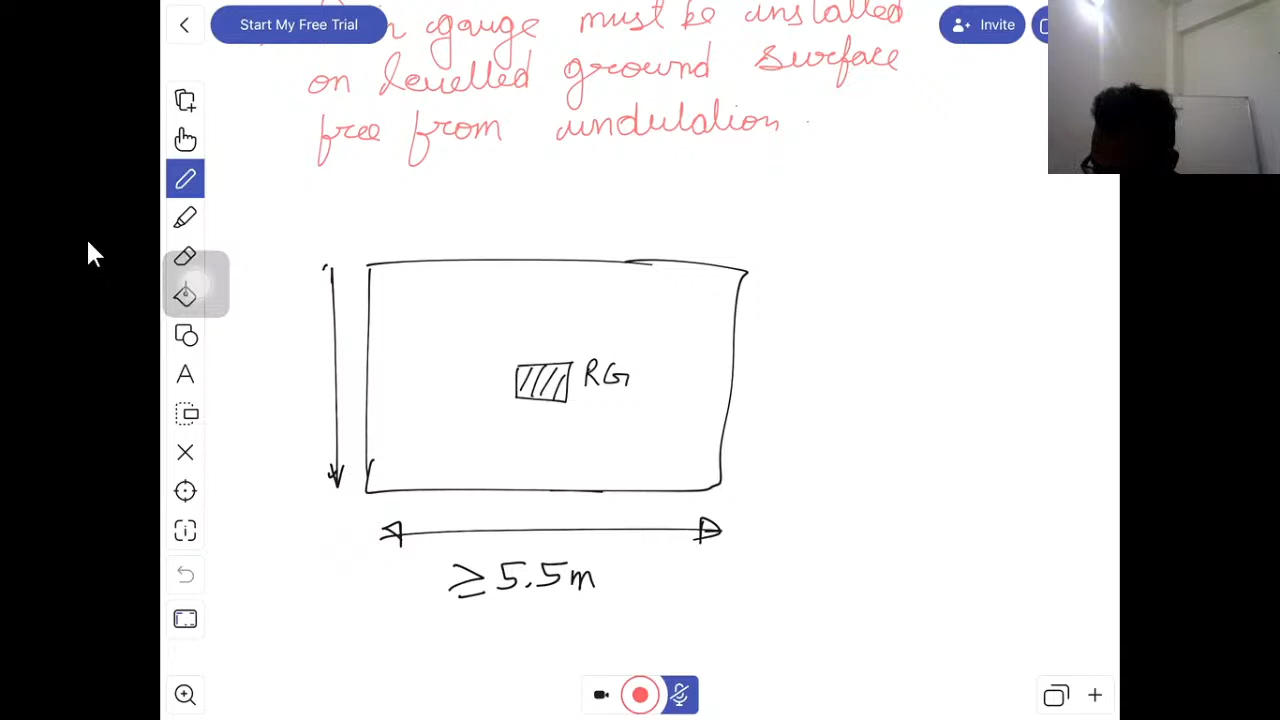 Start My Free Trial
Invite
gauge must be installed
on levelled ground surface
free from undulation.
RG
≥ 5.5m